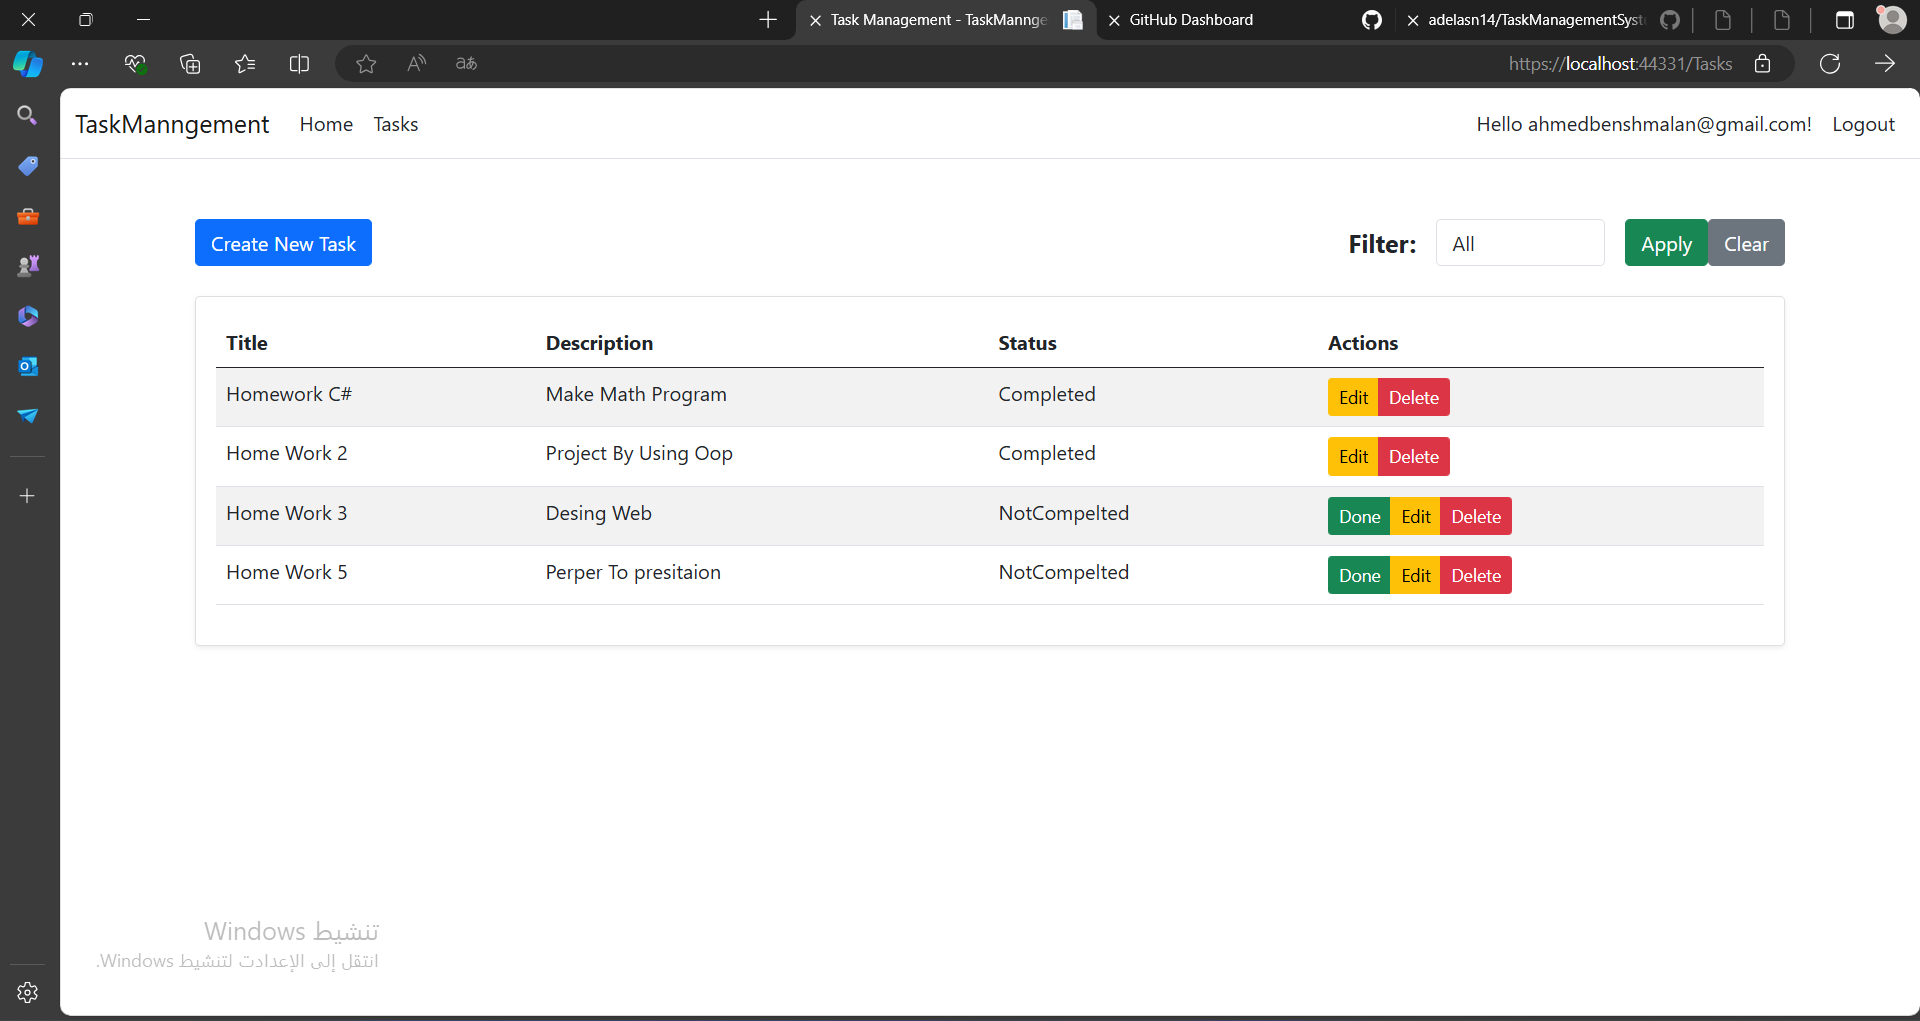 Task Management - TaskMannge
GitHub Dashboard
adelasn14/TaskManagementSyst
https://localhost:44331/Tasks
TaskManngement
Home
Tasks
Hello ahmedbenshmalan@gmail.com!
Logout
Create New Task
Filter:
All
Apply
Clear
Title Description Status Actions
Homework C# Make Math Program Completed Edit Delete
Home Work 2 Project By Using Oop Completed Edit Delete
Home Work 3 Desing Web NotCompelted Done Edit Delete
Home Work 5 Perper To presitaion NotCompelted Done Edit Delete
تنشيط Windows
انتقل إلى الإعدادت لتنشيط Windows.